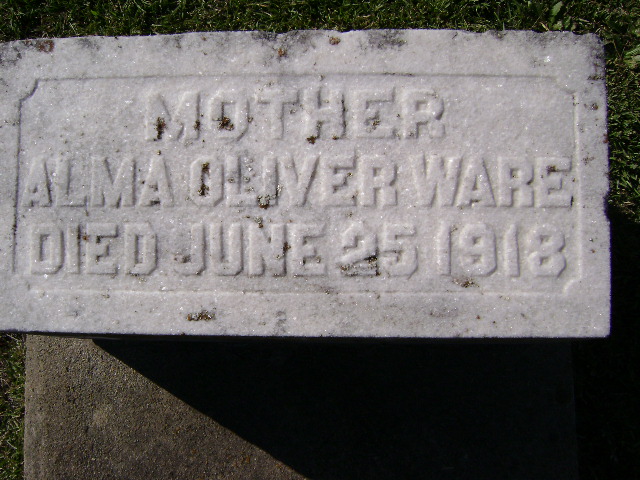 MOTHER
ALMA OLIVER WARE
DIED JUNE 25 1918